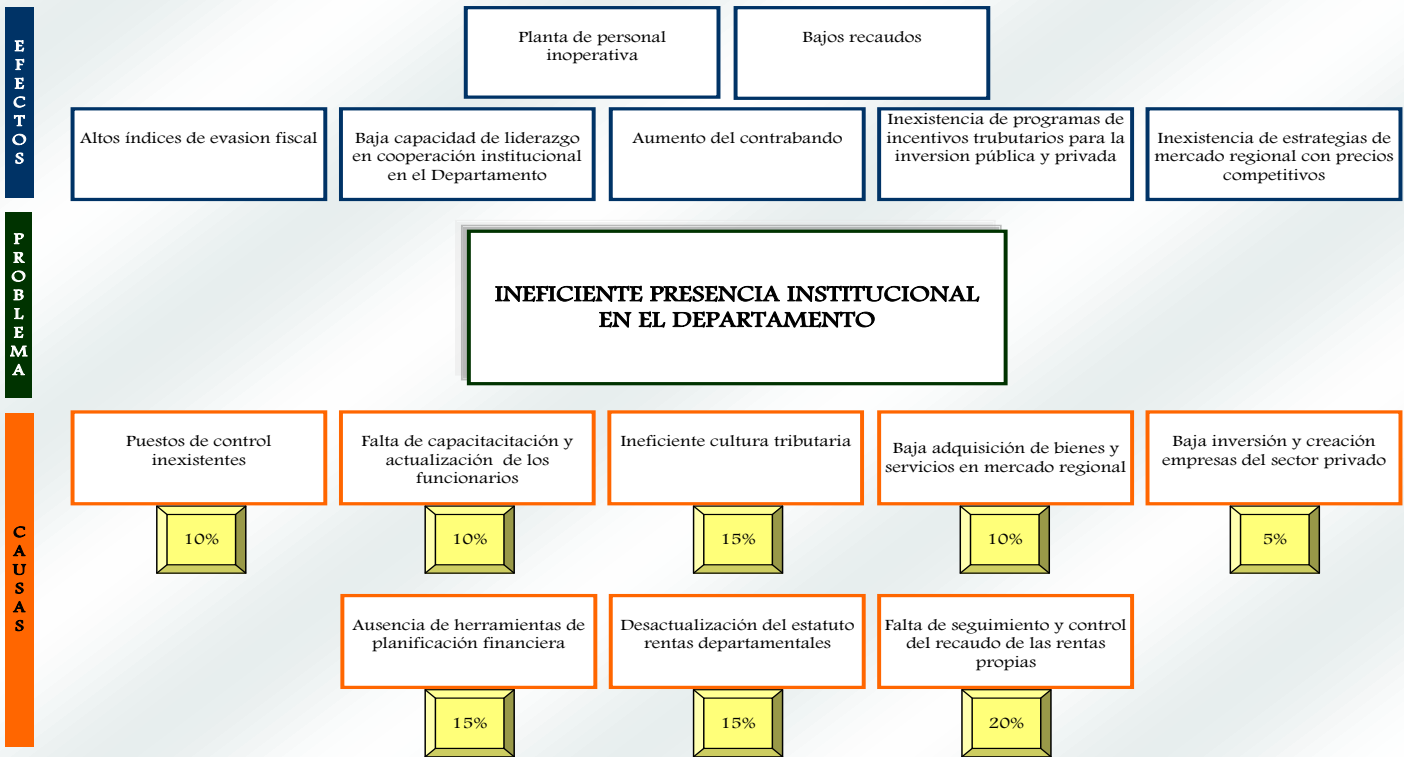 EFECTOS
Planta de personal
inoperativa
Bajos recaudos
Altos índices de evasion fiscal
Baja capacidad de liderazgo
en cooperación institucional
en el Departamento
Aumento del contrabando
Inexistencia de programas de
incentivos trubutarios para la
inversion pública y privada
Inexistencia de estrategias de
mercado regional con precios
competitivos
PROBLEMA
INEFICIENTE PRESENCIA INSTITUCIONAL
EN EL DEPARTAMENTO
CAUSAS
Puestos de control
inexistentes
10%
Falta de capacitacitación y
actualización de los
funcionarios
10%
Ineficiente cultura tributaria
15%
Baja adquisición de bienes y
servicios en mercado regional
10%
Baja inversión y creación
empresas del sector privado
5%
Ausencia de herramientas de
planificación financiera
15%
Desactualización del estatuto
rentas departamentales
15%
Falta de seguimiento y control
del recaudo de las rentas
propias
20%